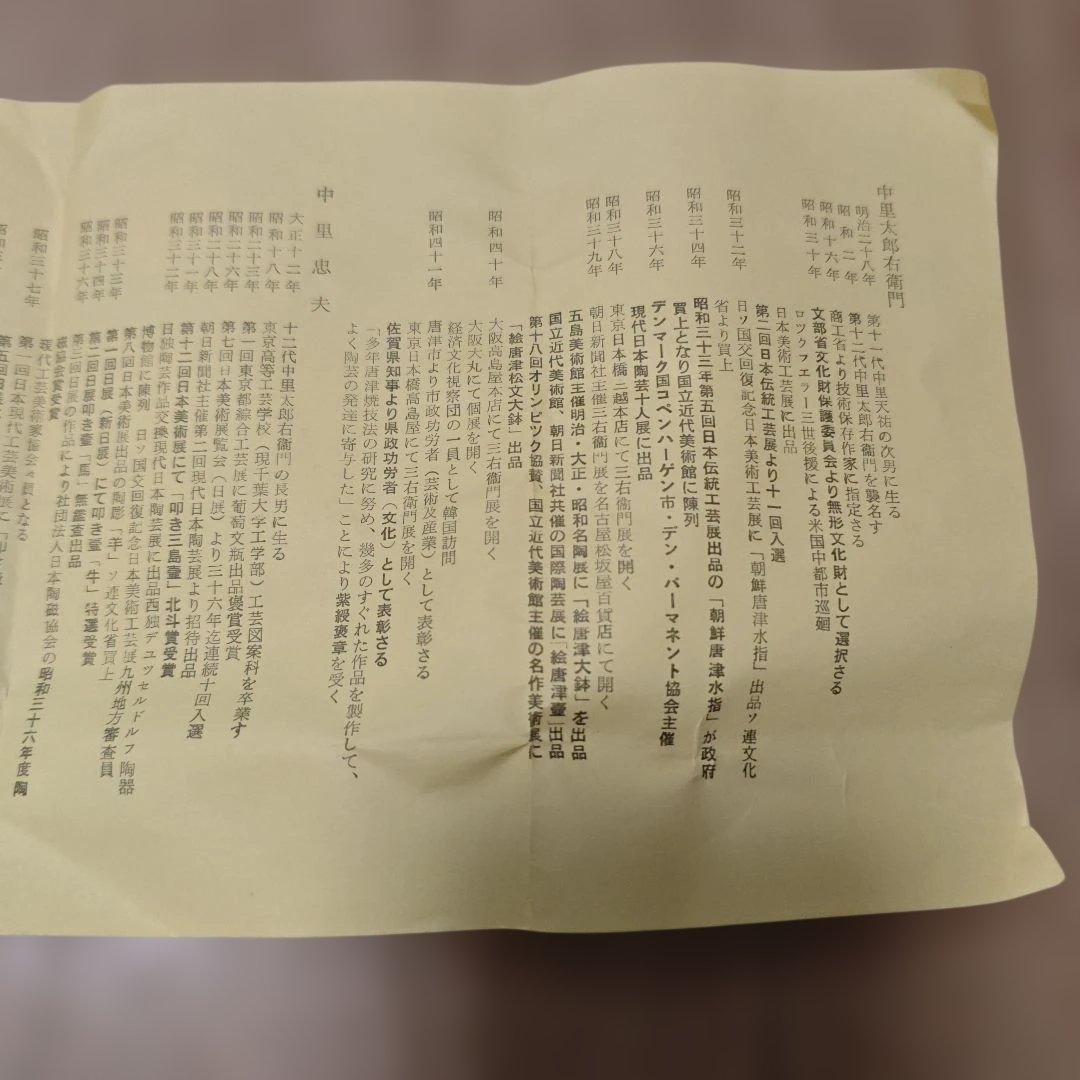 中里太郎右衛門
明治二十八年　第十一代中里天祐の次男に生る
昭和二年　第十二代中里太郎右衛門を襲名す
昭和十六年　商工省より技術保存作家に指定さる
昭和三十年　文部省文化財保護委員会より無形文化財として選択さる
ロックフェラー三世後援による米国中都市巡廻
日本美術工芸展に出品
第二回日本伝統工芸展より十一回入選
昭和三十二年　日ソ国交回復記念日本美術工芸展に「朝鮮唐津水指」出品ソ連文化
省より買上
昭和三十四年　昭和三十三年第五回日本伝統工芸展出品の「朝鮮唐津水指」が政府
買上となり国立近代美術館に陳列
昭和三十六年　デンマーク国コペンハーゲン市・デン・パーマネント協会主催
現代日本陶芸十人展に出品
昭和三十八年　東京日本橋三越本店にて三右衛門展を開く
昭和三十九年　朝日新聞社主催三右衛門展を名古屋松坂屋百貨店にて開く
五島美術館主催明治・大正・昭和名陶展に「絵唐津大鉢」を出品
国立近代美術館、朝日新聞社共催の国際陶芸展に「絵唐津壷」出品
第十八回オリンピック協賛、国立近代美術館主催の名作美術展に
「絵唐津松文大鉢」出品
昭和四十年　大阪高島屋本店にて三右衛門展を開く
大阪大丸にて個展を開く
経済文化視察団の一員として韓国訪問
昭和四十一年　唐津市より市政功労者（芸術及産業）として表彰さる
東京日本橋高島屋にて三右衛門展を開く、
佐賀県知事より県政功労者（文化）として表彰さる
「多年唐津焼技法の研究に努め、幾多のすぐれた作品を製作して、
よく陶芸の発達に寄与した」ことにより紫綬褒章を受く
中里忠夫
大正十二年　十二代中里太郎右衛門の長男に生る
昭和十八年　東京高等工芸学校（現千葉大学工学部）工芸図案科を卒業す
昭和二十三年　第一回東京都綜合工芸展に葡萄文瓶出品褒賞受賞
昭和二十六年　第七回日本美術展覧会（日展）より三十六年迄連続十回入選
昭和二十八年　朝日新聞社主催第二回現代日本陶芸展より招待出品
昭和三十一年　第十二回日本美術展にて「叩き三島壷」北斗賞受賞
昭和三十二年　日独陶芸作品交換現代日本陶芸展に出品西独デュッセルドルフ陶器
博物館に陳列　日ソ国交回復記念日本美術工芸展九州地方審査員
第八回日本美術展出品の陶彫「羊」ソ連文化省買上
昭和三十三年　第一回日展（新日展）にて叩き壷「牛」特選受賞
昭和三十四年　第二回日展叩き壷「馬」無鑑査出品
昭和三十六年　第三回日展の作品により社団法人日本陶磁協会の昭和三十六年度陶
磁協会賞受賞
昭和三十七年　現代工芸美術家協会々員となる
第一回日本現代工芸美術展に
第五回日展